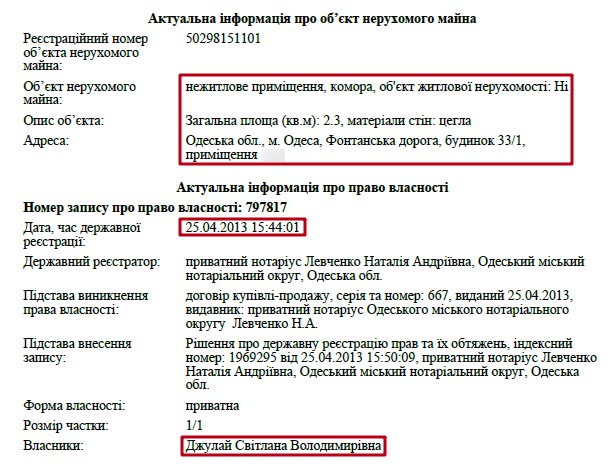 Актуальна інформація про об’єкт нерухомого майна
Реєстраційний номер 50298151101
об’єкта нерухомого
майна:
Об’єкт нерухомого нежитлове приміщення, комора, об'єкт житлової нерухомості: Ні
майна:
Опис об’єкта: Загальна площа (кв.м): 2.3, матеріали стін: цегла
Адреса: Одеська обл., м. Одеса, Фонтанська дорога, будинок 33/1,
приміщення
Актуальна інформація про право власності
Номер запису про право власності: 797817
Дата, час державної 25.04.2013 15:44:01
реєстрації:
Державний реєстратор: приватний нотаріус Левченко Наталія Андріївна, Одеський міський
нотаріальний округ, Одеська обл.
Підстава виникнення договір купівлі-продажу, серія та номер: 667, виданий 25.04.2013,
права власності: видавник: приватний нотаріус Одеського міського нотаріального
округу Левченко Н.А.
Підстава внесення Рішення про державну реєстрацію прав та їх обтяжень, індексний
запису: номер: 1969295 від 25.04.2013 15:50:09, приватний нотаріус Левченко
Наталія Андріївна, Одеський міський нотаріальний округ, Одеська
обл.
Форма власності: приватна
Розмір частки: 1/1
Власники: Джулай Світлана Володимирівна